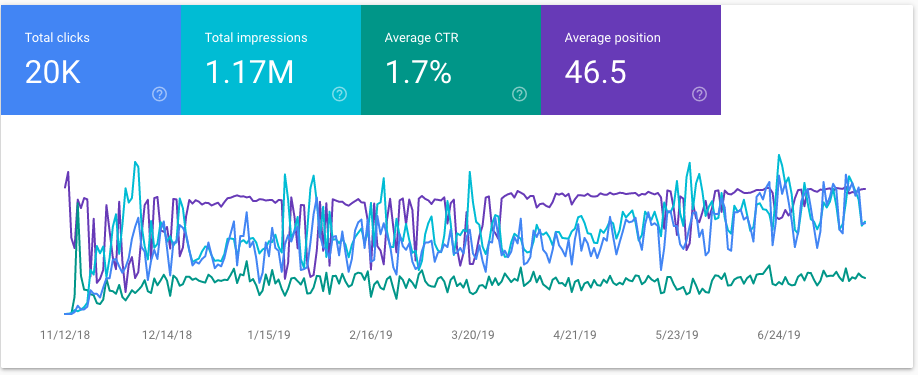 Total clicks
20K
Total impressions
1.17M
Average CTR
1.7%
Average position
46.5
11/12/18 12/14/18 1/15/19 2/16/19 3/20/19 4/21/19 5/23/19 6/24/19